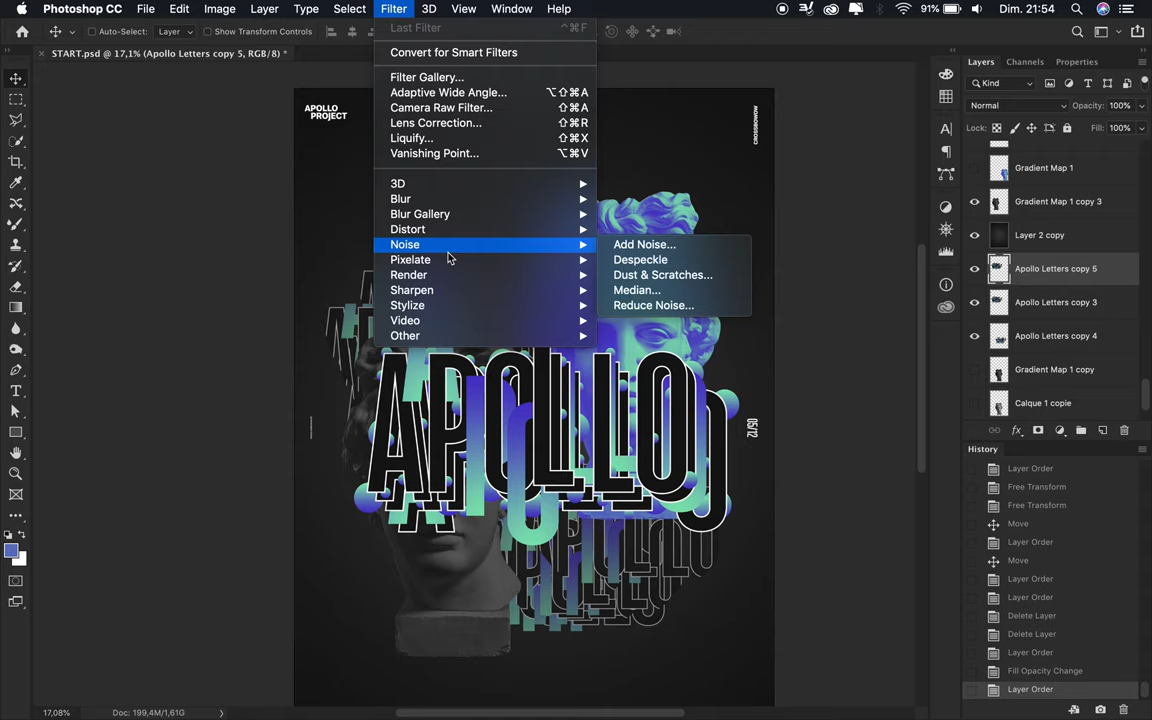 Photoshop CC File Edit Image Layer Type Select Filter 3D View Window Help 91% Dim. 21:54
Auto-Select: Layer Show Transform Controls
START.psd @ 17,1% (Apollo Letters copy 5, RGB/8) *
Last Filter ^⌘F
Convert for Smart Filters
Filter Gallery...
Adaptive Wide Angle... ⌥⇧⌘A
Camera Raw Filter... ⇧⌘A
Lens Correction... ⇧⌘R
Liquify... ⇧⌘X
Vanishing Point... ⌥⌘V
3D
Blur
Blur Gallery
Distort
Noise
Pixelate
Render
Sharpen
Stylize
Video
Other
Add Noise...
Despeckle
Dust & Scratches...
Median...
Reduce Noise...
APOLLO
PROJECT
CROSSBOWOW
APOLLO
05/12
APOLLO
Layers Channels Properties
Kind
Normal Opacity: 100%
Lock: Fill: 100%
Gradient Map 1
Gradient Map 1 copy 3
Layer 2 copy
Apollo Letters copy 5
Apollo Letters copy 3
Apollo Letters copy 4
Gradient Map 1 copy
Calque 1 copie
fx
History
Layer Order
Free Transform
Free Transform
Move
Layer Order
Move
Layer Order
Layer Order
Delete Layer
Delete Layer
Layer Order
Fill Opacity Change
Layer Order
17,08% Doc: 199,4M/1,61G